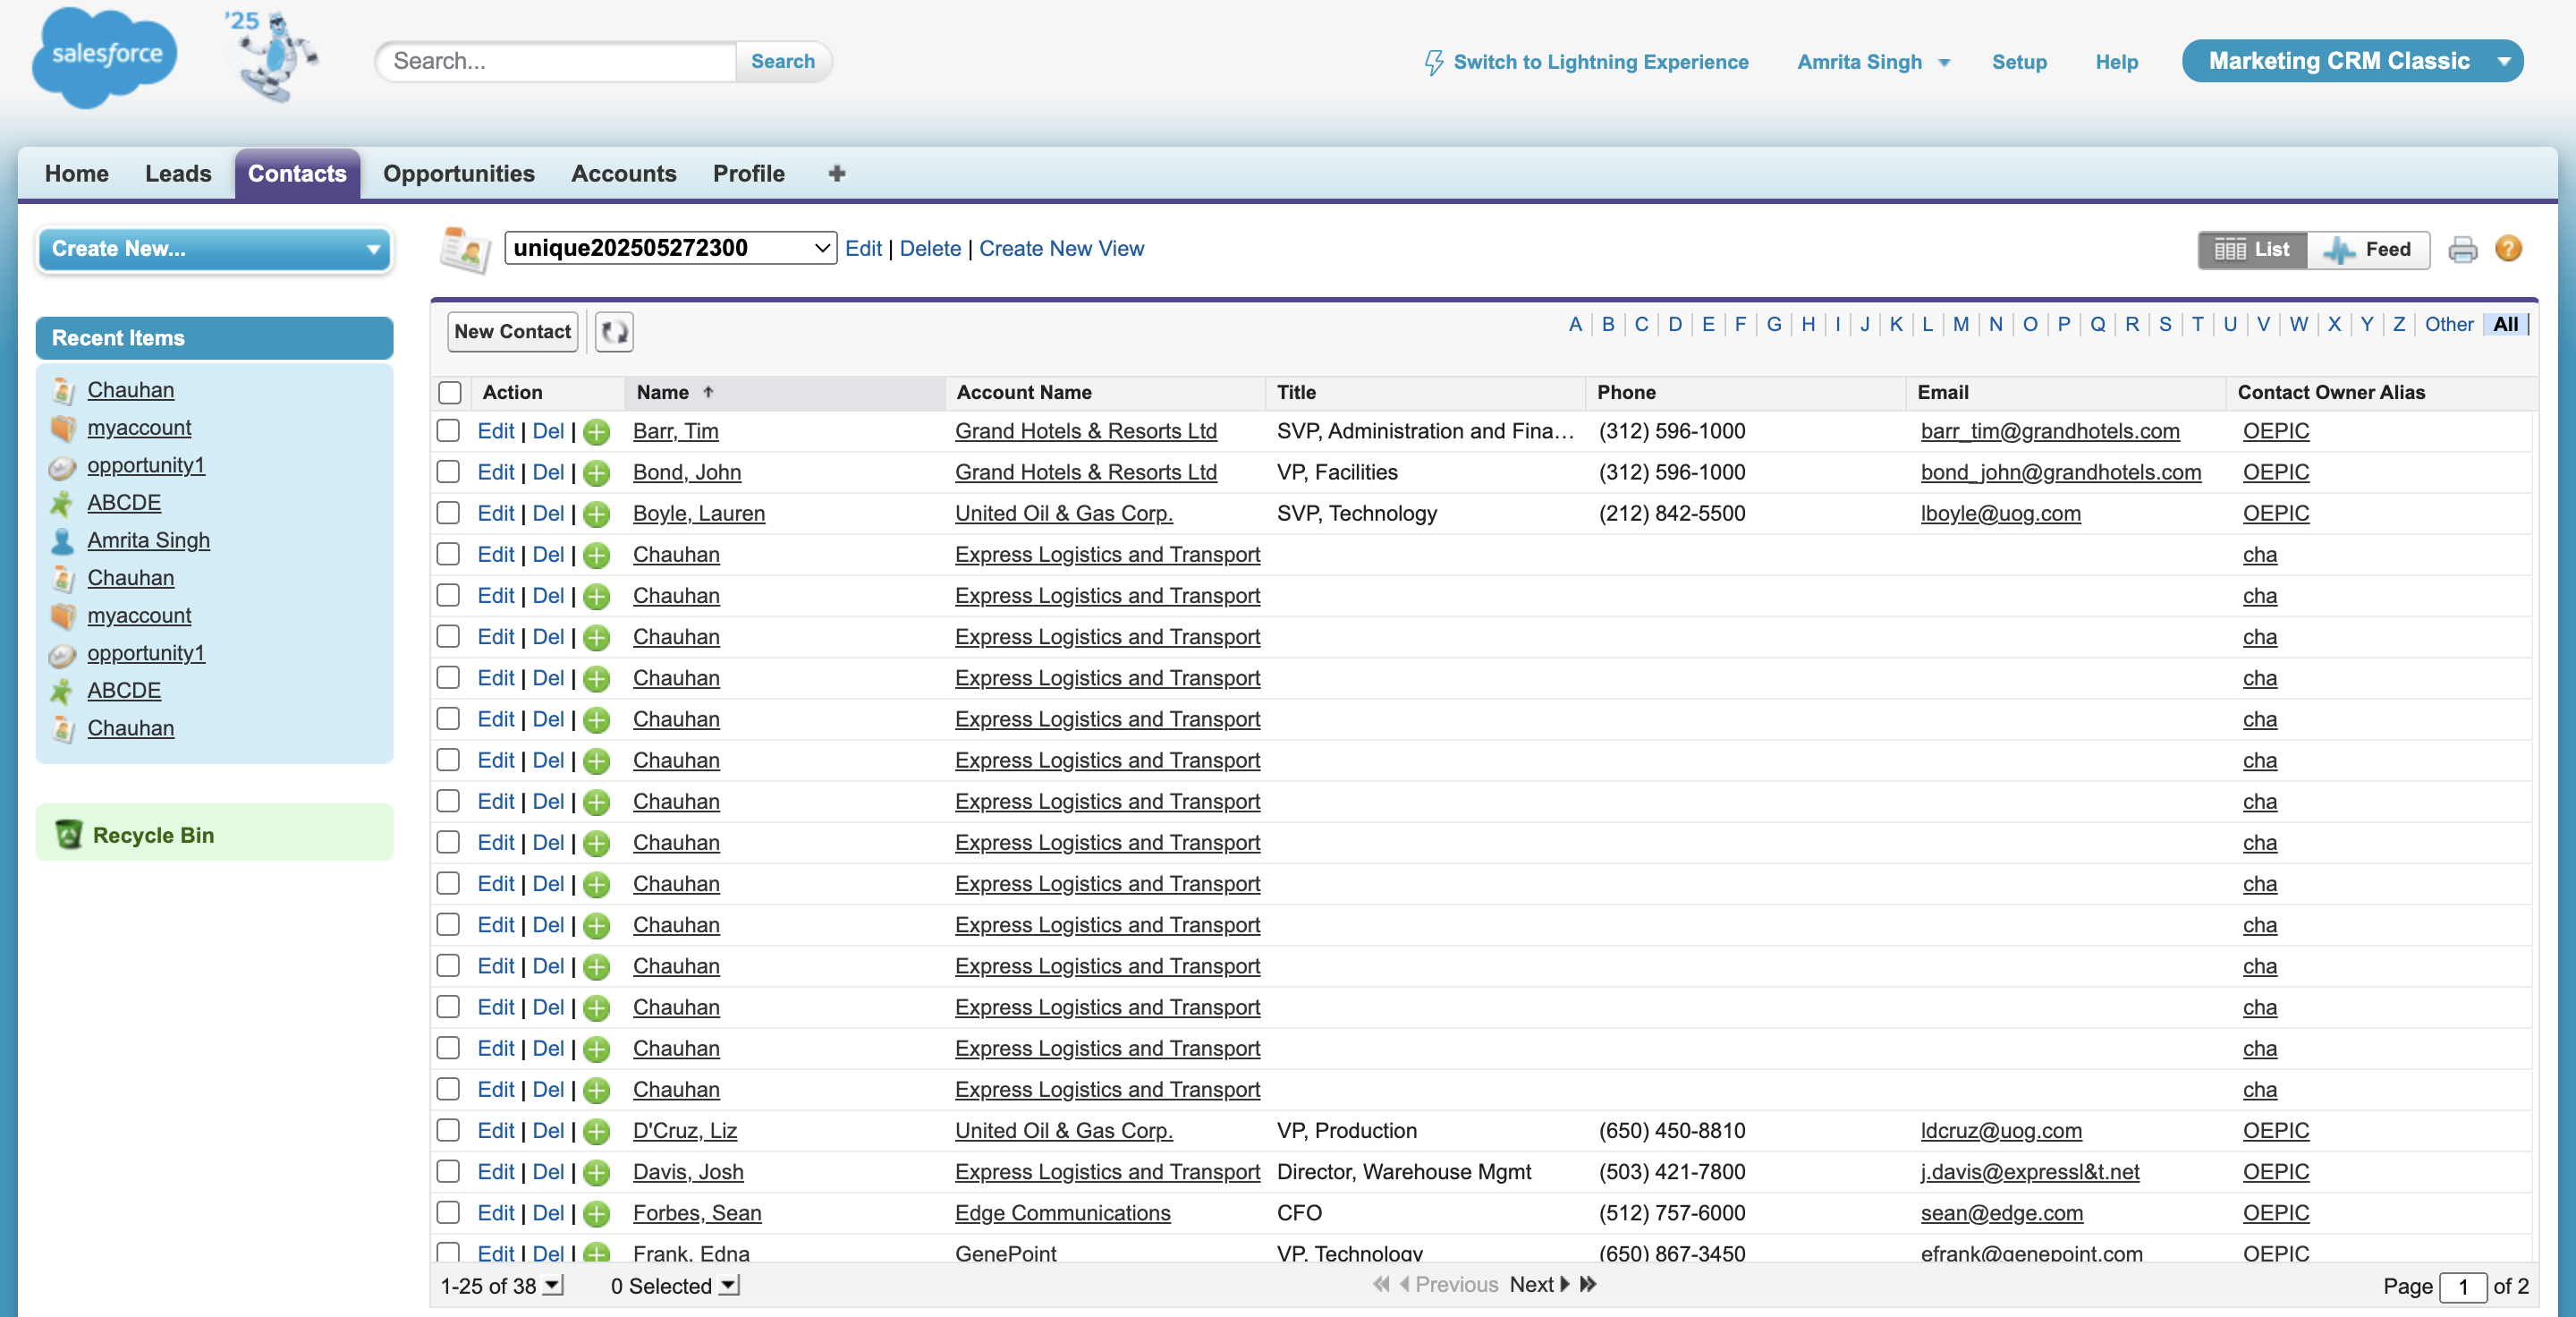 salesforce
'25
Search...
Search
Switch to Lightning Experience
Amrita Singh
Setup
Help
Marketing CRM Classic
Home Leads Contacts Opportunities Accounts Profile
Create New...
Recent Items
Chauhan
myaccount
opportunity1
ABCDE
Amrita Singh
Chauhan
myaccount
opportunity1
ABCDE
Chauhan
Recycle Bin
unique202505272300 Edit | Delete | Create New View
List Feed
New Contact
A | B | C | D | E | F | G | H | I | J | K | L | M | N | O | P | Q | R | S | T | U | V | W | X | Y | Z | Other | All
Action Name Account Name Title Phone Email Contact Owner Alias
Edit | Del | Barr, Tim Grand Hotels & Resorts Ltd SVP, Administration and Fina... (312) 596-1000 barr_tim@grandhotels.com OEPIC
Edit | Del | Bond, John Grand Hotels & Resorts Ltd VP, Facilities (312) 596-1000 bond_john@grandhotels.com OEPIC
Edit | Del | Boyle, Lauren United Oil & Gas Corp. SVP, Technology (212) 842-5500 lboyle@uog.com OEPIC
Edit | Del | Chauhan Express Logistics and Transport cha
Edit | Del | Chauhan Express Logistics and Transport cha
Edit | Del | Chauhan Express Logistics and Transport cha
Edit | Del | Chauhan Express Logistics and Transport cha
Edit | Del | Chauhan Express Logistics and Transport cha
Edit | Del | Chauhan Express Logistics and Transport cha
Edit | Del | Chauhan Express Logistics and Transport cha
Edit | Del | Chauhan Express Logistics and Transport cha
Edit | Del | Chauhan Express Logistics and Transport cha
Edit | Del | Chauhan Express Logistics and Transport cha
Edit | Del | Chauhan Express Logistics and Transport cha
Edit | Del | Chauhan Express Logistics and Transport cha
Edit | Del | Chauhan Express Logistics and Transport cha
Edit | Del | Chauhan Express Logistics and Transport cha
Edit | Del | D'Cruz, Liz United Oil & Gas Corp. VP, Production (650) 450-8810 ldcruz@uog.com OEPIC
Edit | Del | Davis, Josh Express Logistics and Transport Director, Warehouse Mgmt (503) 421-7800 j.davis@expressl&t.net OEPIC
Edit | Del | Forbes, Sean Edge Communications CFO (512) 757-6000 sean@edge.com OEPIC
Edit | Del | Frank, Edna GenePoint VP, Technology (650) 867-3450 efrank@genepoint.com OEPIC
1-25 of 38 0 Selected Previous Next Page 1 of 2